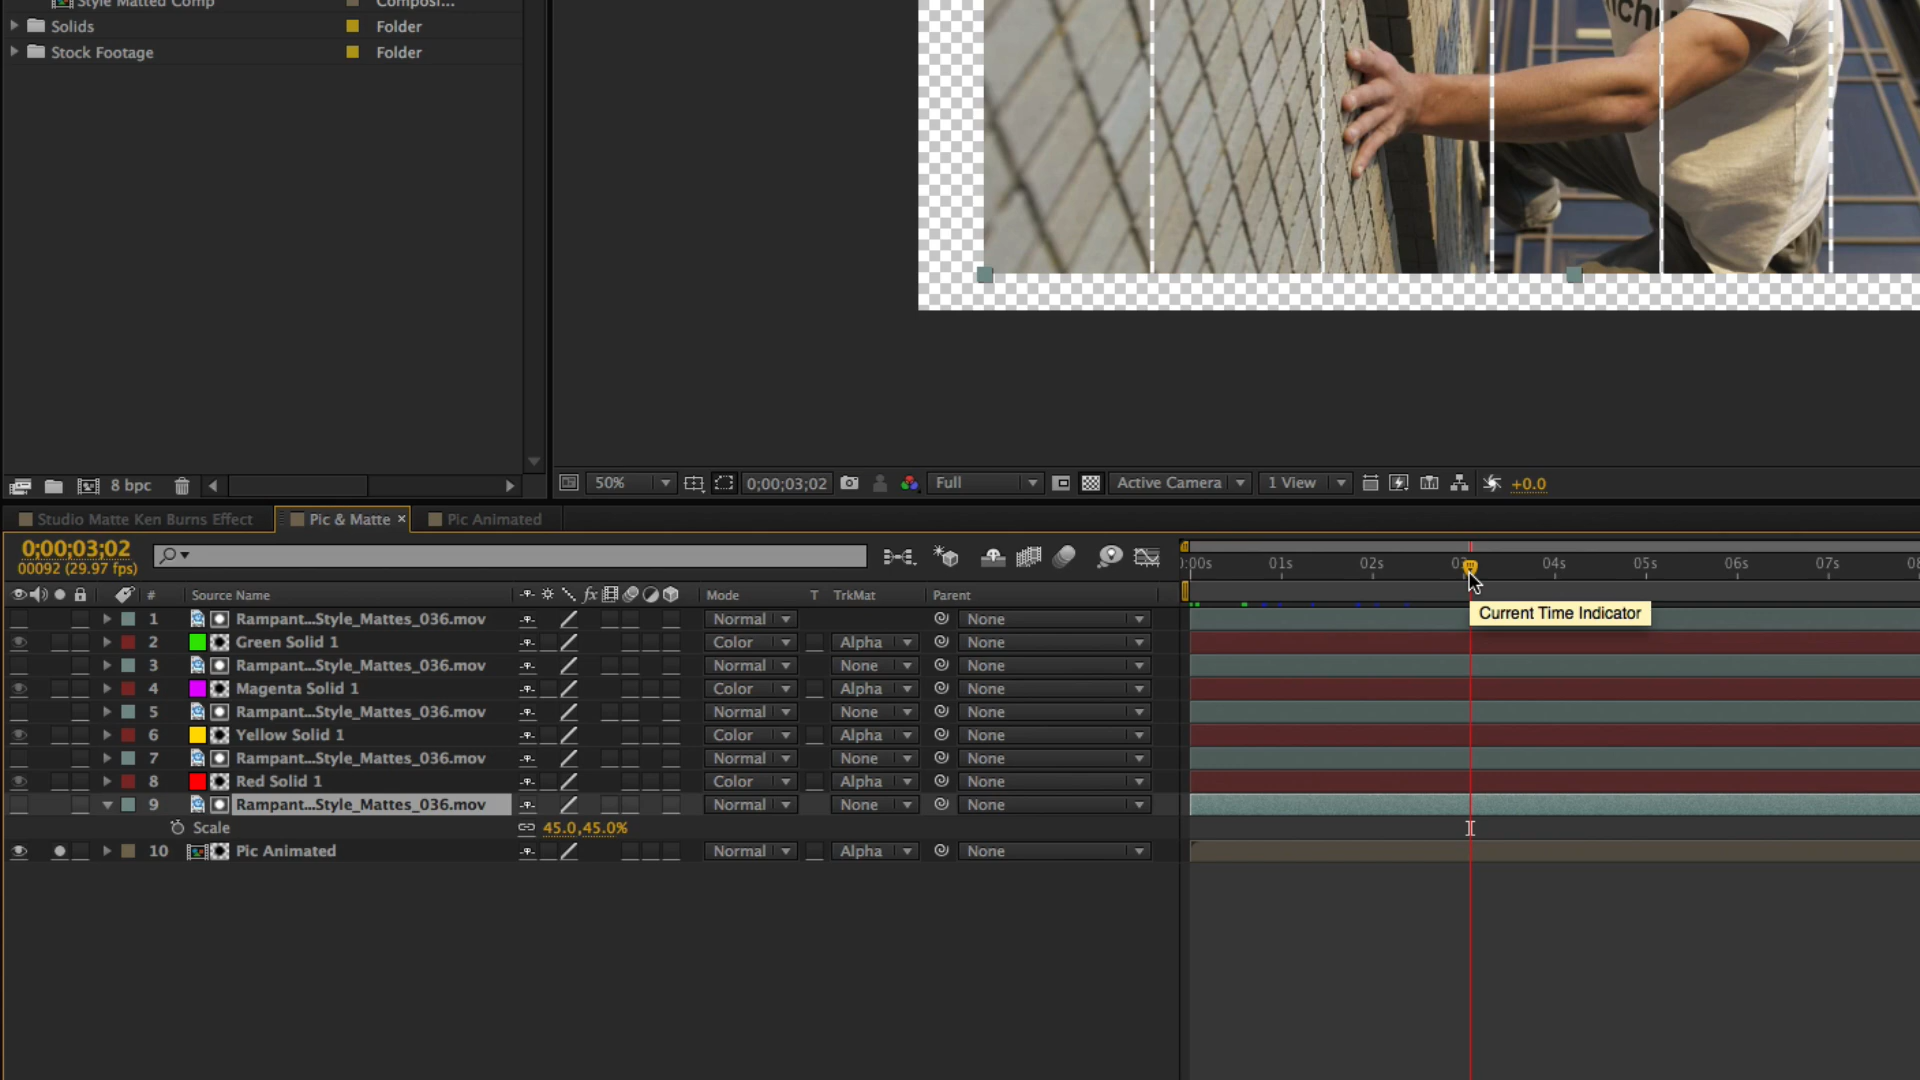 Style Matted Comp Composi...
Solids Folder
Stock Footage Folder
8 bpc
50% 0;00;03;02 Full Active Camera 1 View +0.0
Studio Matte Ken Burns Effect Pic & Matte × Pic Animated
0;00;03;02
00092 (29.97 fps)
:00s 01s 02s 04s 05s 06s 07s
# Source Name fx Mode T TrkMat Parent
Current Time Indicator
1 Rampant...Style_Mattes_036.mov Normal None
2 Green Solid 1 Color Alpha None
3 Rampant...Style_Mattes_036.mov Normal None None
4 Magenta Solid 1 Color Alpha None
5 Rampant...Style_Mattes_036.mov Normal None None
6 Yellow Solid 1 Color Alpha None
7 Rampant...Style_Mattes_036.mov Normal None None
8 Red Solid 1 Color Alpha None
9 Rampant...Style_Mattes_036.mov Normal None None
Scale 45.0,45.0%
10 Pic Animated Normal Alpha None